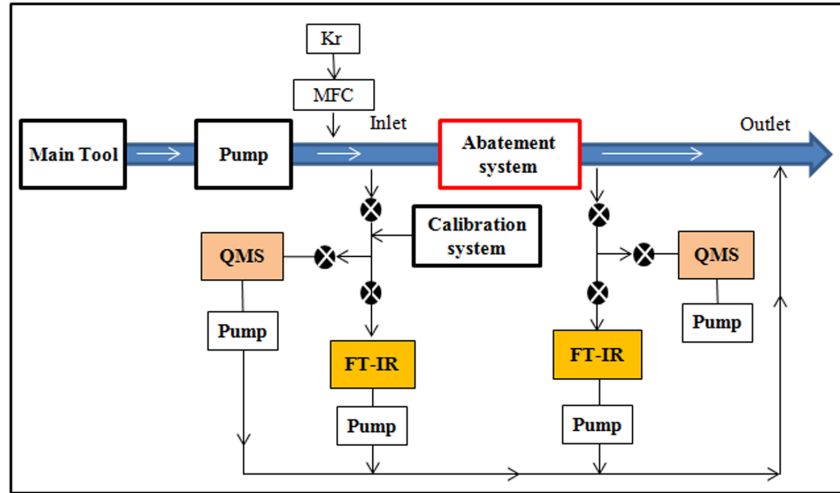 Kr
MFC
Inlet
Outlet
Main Tool
Pump
Abatement
system
Calibration
system
QMS
QMS
Pump
Pump
FT-IR
FT-IR
Pump
Pump